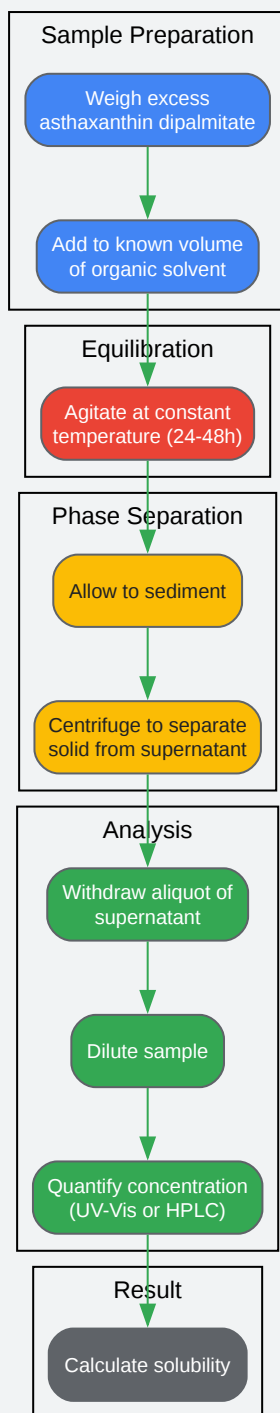 Sample Preparation
Weigh excess
asthaxanthin dipalmitate
Add to known volume
of organic solvent
Equilibration
Agitate at constant
temperature (24-48h)
Phase Separation
Allow to sediment
Centrifuge to separate
solid from supernatant
Analysis
Withdraw aliquot of
supernatant
Dilute sample
Quantify concentration
(UV-Vis or HPLC)
Result
Calculate solubility